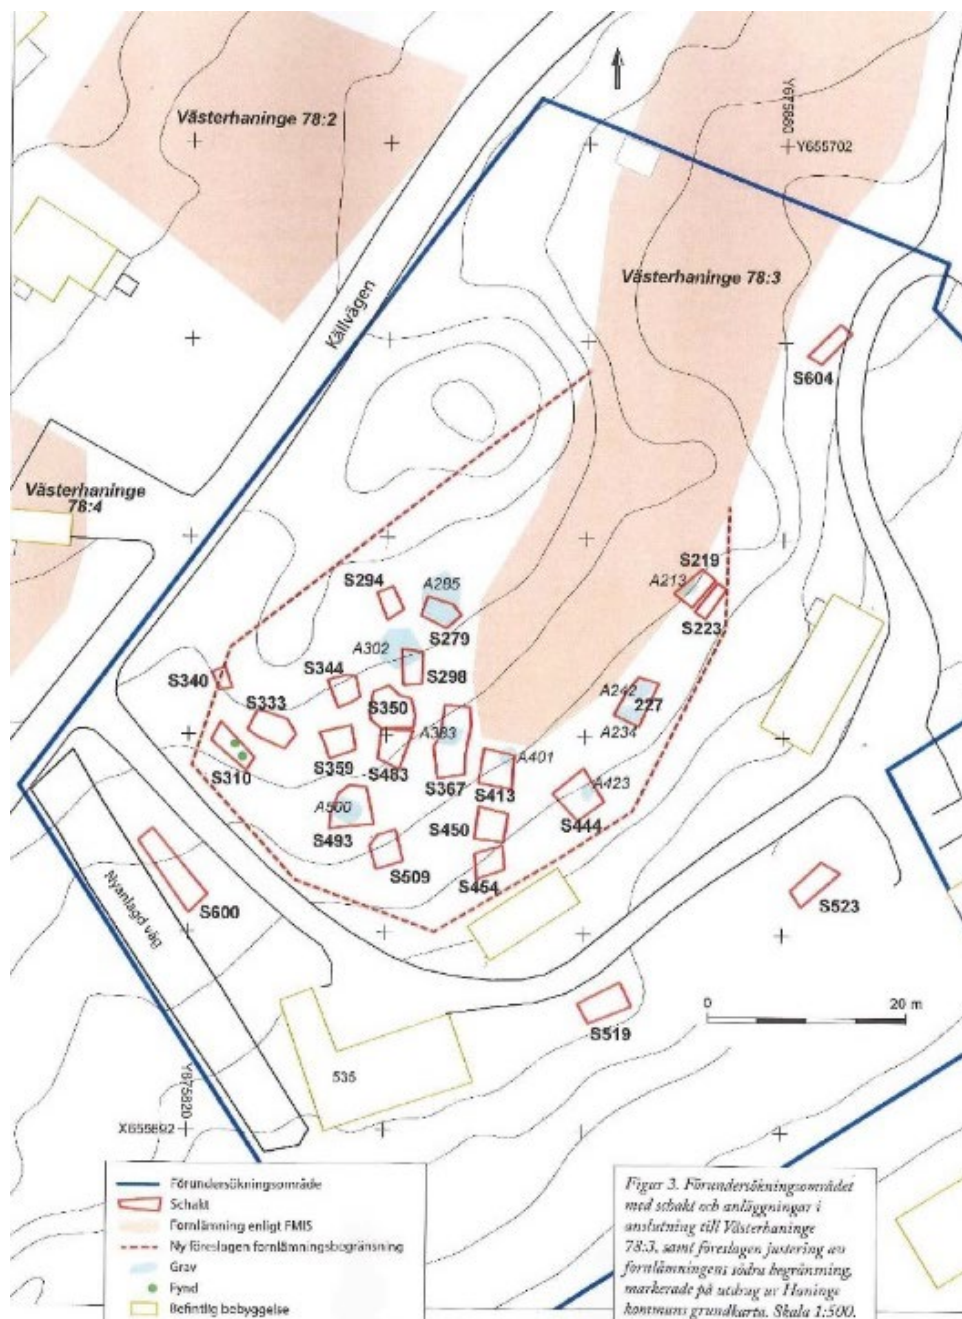 Västerhaninge 78:2
Y675860
Y655702
Västerhaninge 78:3
Källvägen
S604
Västerhaninge
78:4
S219
A213
S223
S294
A285
S279
A302
S298
S344
S340
S333
S350
A242
227
A234
A383
S310
S359
S483
S367
A401
S413
A423
S444
A500
S493
S450
S509
S454
S600
Nyanlagd väg
S523
0 20 m
S519
535
Y675820
X655692
Förundersökningsområde
Schakt
Fornlämning enligt FMIS
Ny föreslagen fornlämningsbegränsning
Grav
Fynd
Befintlig bebyggelse
Figur 3. Förundersökningsområdet
med schakt och anläggningar i
anslutning till Västerhaninge
78:3, samt föreslagen justering av
fornlämningens södra begränsning,
markerade på utdrag ur Haninge
kommuns grundkarta. Skala 1:500.